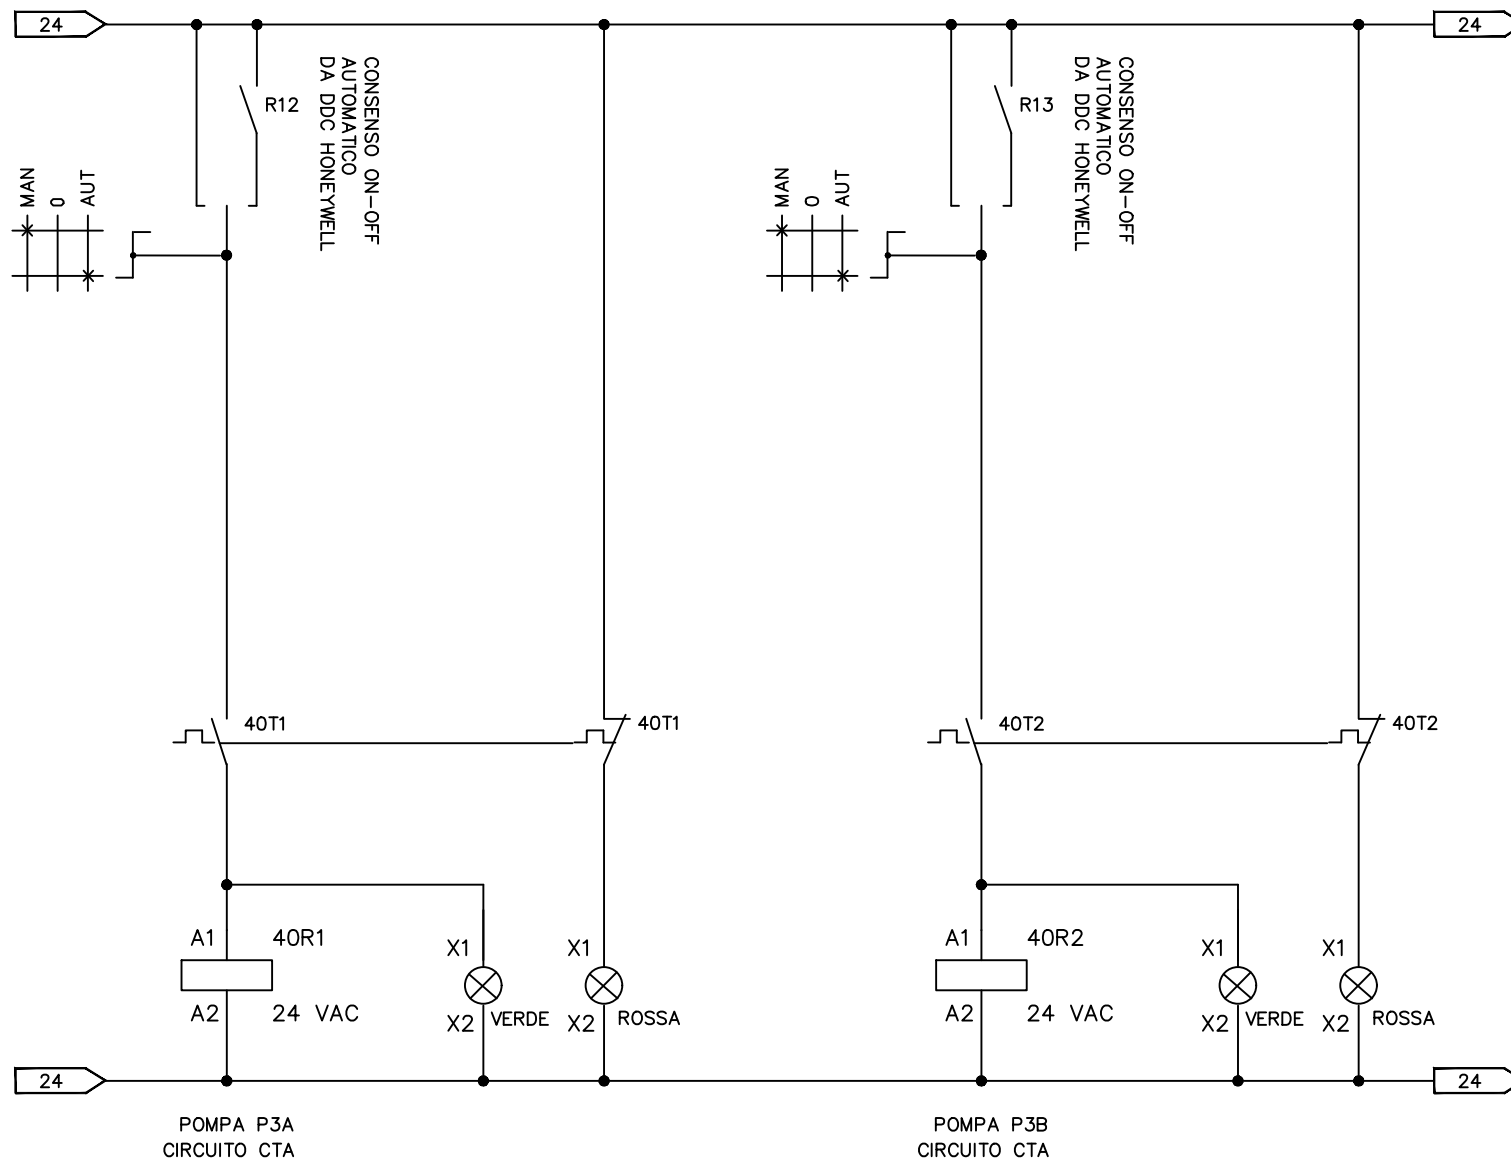 24
24
R12
CONSENSO ON-OFF
AUTOMATICO
DA DDC HONEYWELL
MAN
0
AUT
R13
CONSENSO ON-OFF
AUTOMATICO
DA DDC HONEYWELL
MAN
0
AUT
40T1
40T1
40T2
40T2
A1
40R1
X1
X1
A1
40R2
X1
X1
A2
24 VAC
X2
VERDE
X2
ROSSA
A2
24 VAC
X2
VERDE
X2
ROSSA
24
24
POMPA P3A
CIRCUITO CTA
POMPA P3B
CIRCUITO CTA